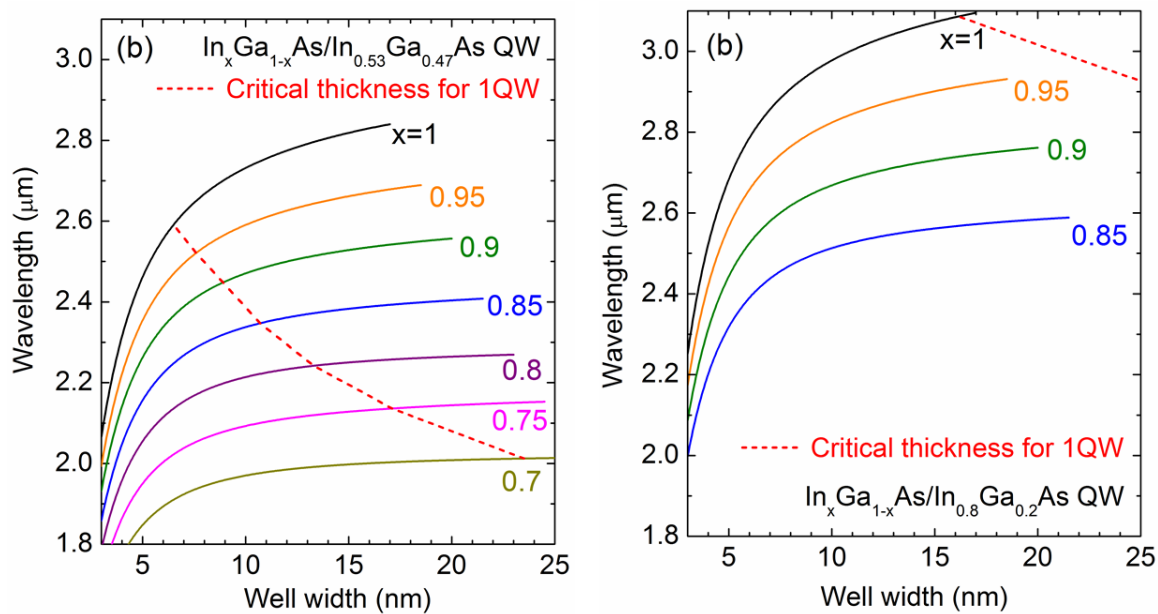 (b) InₓGa₁₋ₓAs/In₀.₅₃Ga₀.₄₇As QW
Critical thickness for 1QW
x=1
0.95
0.9
0.85
0.8
0.75
0.7
3.0
2.8
2.6
2.4
2.2
2.0
1.8
Wavelength (μm)
5 10 15 20 25
Well width (nm)
(b)
x=1
0.95
0.9
0.85
Critical thickness for 1QW
InₓGa₁₋ₓAs/In₀.₈Ga₀.₂As QW
3.0
2.8
2.6
2.4
2.2
2.0
1.8
Wavelength (μm)
5 10 15 20 25
Well width (nm)